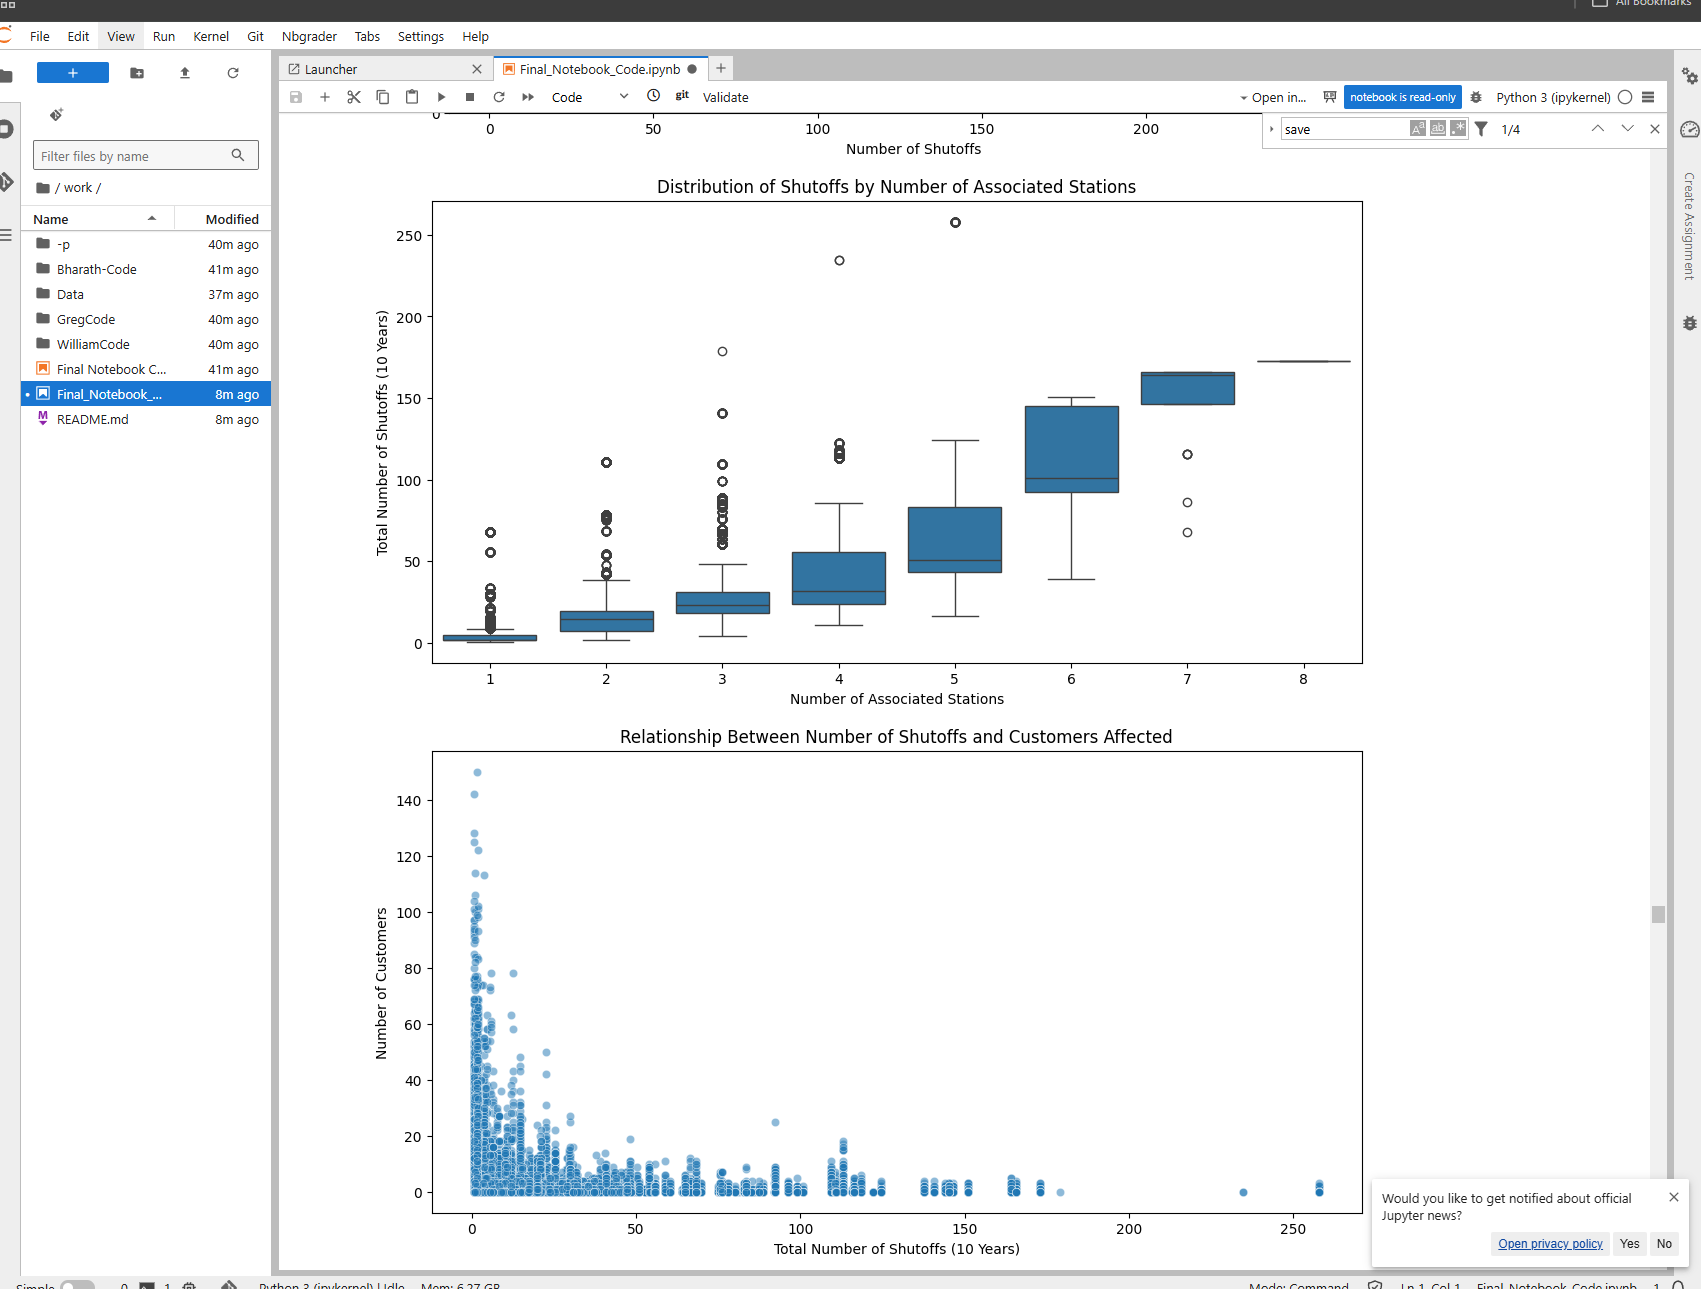 All Bookmarks
File Edit View Run Kernel Git Nbgrader Tabs Settings Help
Launcher
Final_Notebook_Code.ipynb
Code
git
Validate
Open in...
notebook is read-only
Python 3 (ipykernel)
save
1/4
Filter files by name
/ work /
Name Modified
-p 40m ago
Bharath-Code 41m ago
Data 37m ago
GregCode 40m ago
WilliamCode 40m ago
Final Notebook C... 41m ago
Final_Notebook_... 8m ago
README.md 8m ago
Create Assignment
0
0 50 100 150 200
Number of Shutoffs
Distribution of Shutoffs by Number of Associated Stations
Total Number of Shutoffs (10 Years)
250
200
150
100
50
0
1 2 3 4 5 6 7 8
Number of Associated Stations
Relationship Between Number of Shutoffs and Customers Affected
Number of Customers
140
120
100
80
60
40
20
0
0 50 100 150 200 250
Total Number of Shutoffs (10 Years)
Would you like to get notified about official
Jupyter news?
Open privacy policy Yes No
Simple 0 1 Python 3 (ipykernel) | Idle Mem: 6.27 GB
Mode: Command Ln 1, Col 1 Final_Notebook_Code.ipynb 1